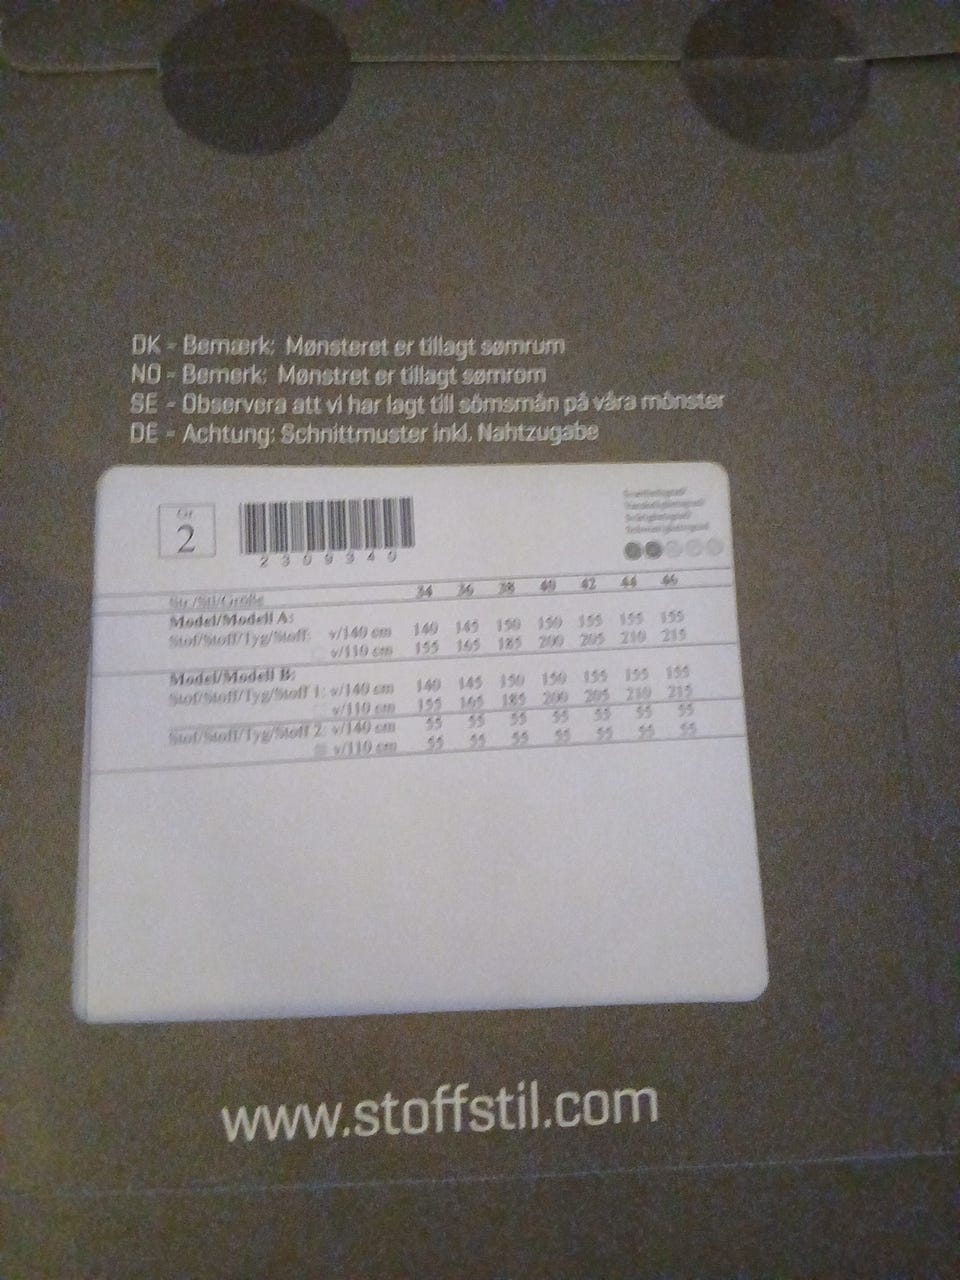 DK - Bemærk: Mønsteret er tillagt sømrum
NO - Bemerk: Mønstret er tillagt sømrom
SE - Observera att vi har lagt till sömsmån på våra mönster
DE - Achtung: Schnittmuster inkl. Nahtzugabe
Gr
2
2309340
Str./Stl/Größe 34 36 38 40 42 44 46
Model/Modell A:
Stof/Stoff/Tyg/Stoff: v/140 cm 140 145 150 150 155 155 155
v/110 cm 155 165 185 200 205 210 215
Model/Modell B:
Stof/Stoff/Tyg/Stoff 1: v/140 cm 140 145 150 150 155 155 155
v/110 cm 155 165 185 200 205 210 215
Stof/Stoff/Tyg/Stoff 2: v/140 cm 55 55 55 55 55 55 55
v/110 cm 55 55 55 55 55 55 55
www.stoffstil.com